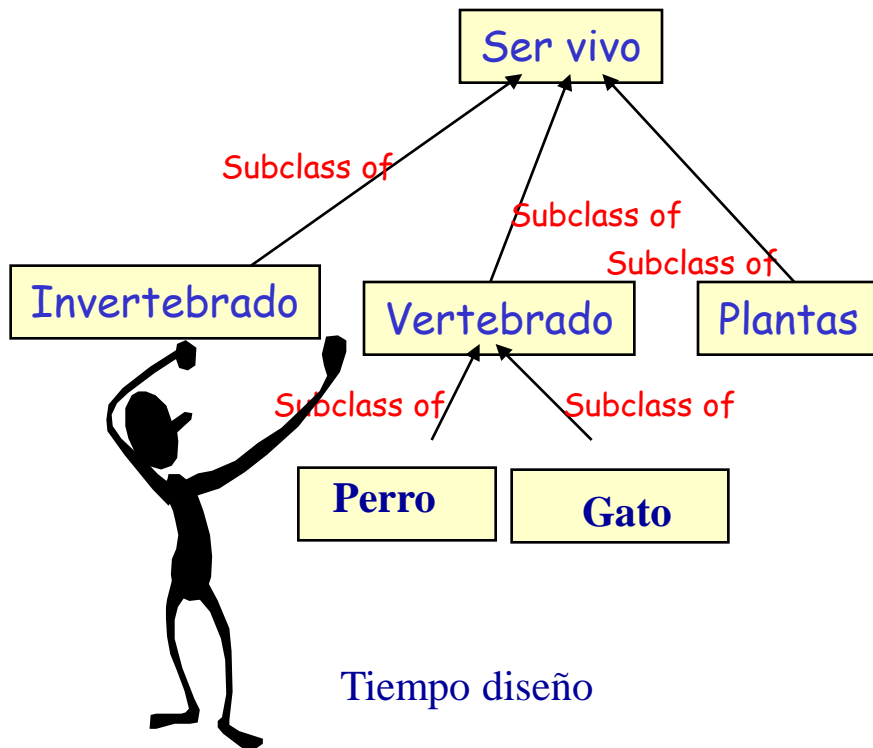 Ser vivo
Subclass of
Subclass of
Subclass of
Invertebrado
Vertebrado
Plantas
Subclass of
Subclass of
Perro
Gato
Tiempo diseño